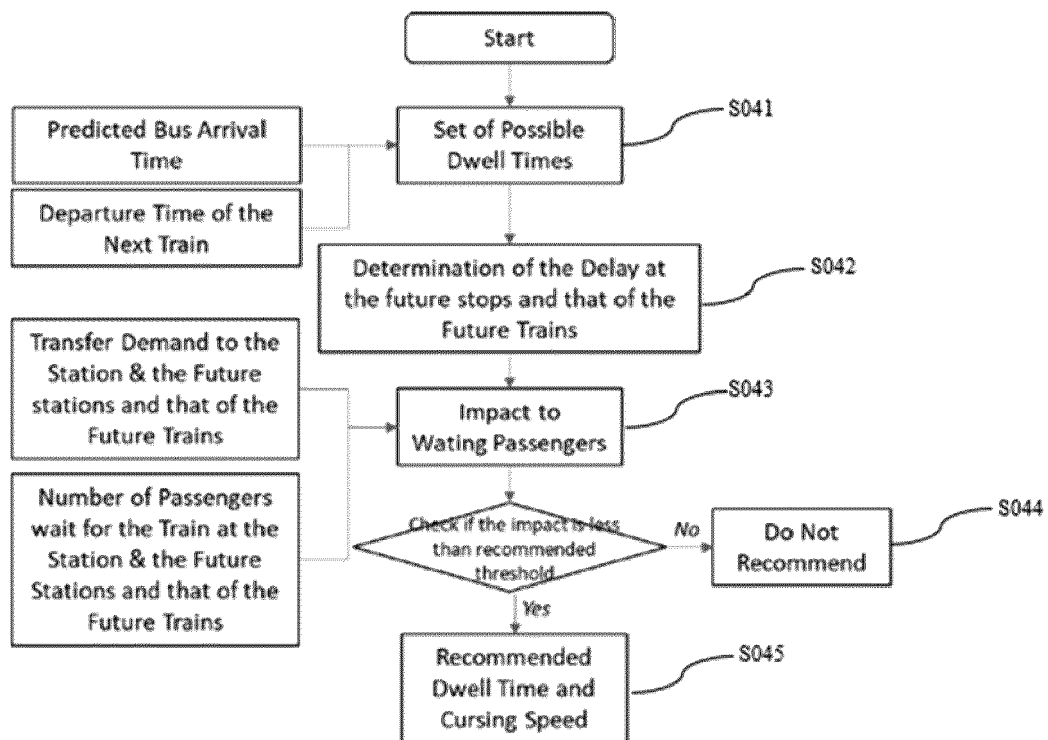 Start
Predicted Bus Arrival
Time
Departure Time of the
Next Train
Set of Possible
Dwell Times
S041
Determination of the Delay at
the future stops and that of the
Future Trains
S042
Transfer Demand to the
Station & the Future
stations and that of the
Future Trains
Number of Passengers
wait for the Train at the
Station & the Future
Stations and that of the
Future Trains
Impact to
Wating Passengers
S043
Check if the impact is less
than recommended
threshold
No
Do Not
Recommend
S044
Yes
Recommended
Dwell Time and
Cursing Speed
S045